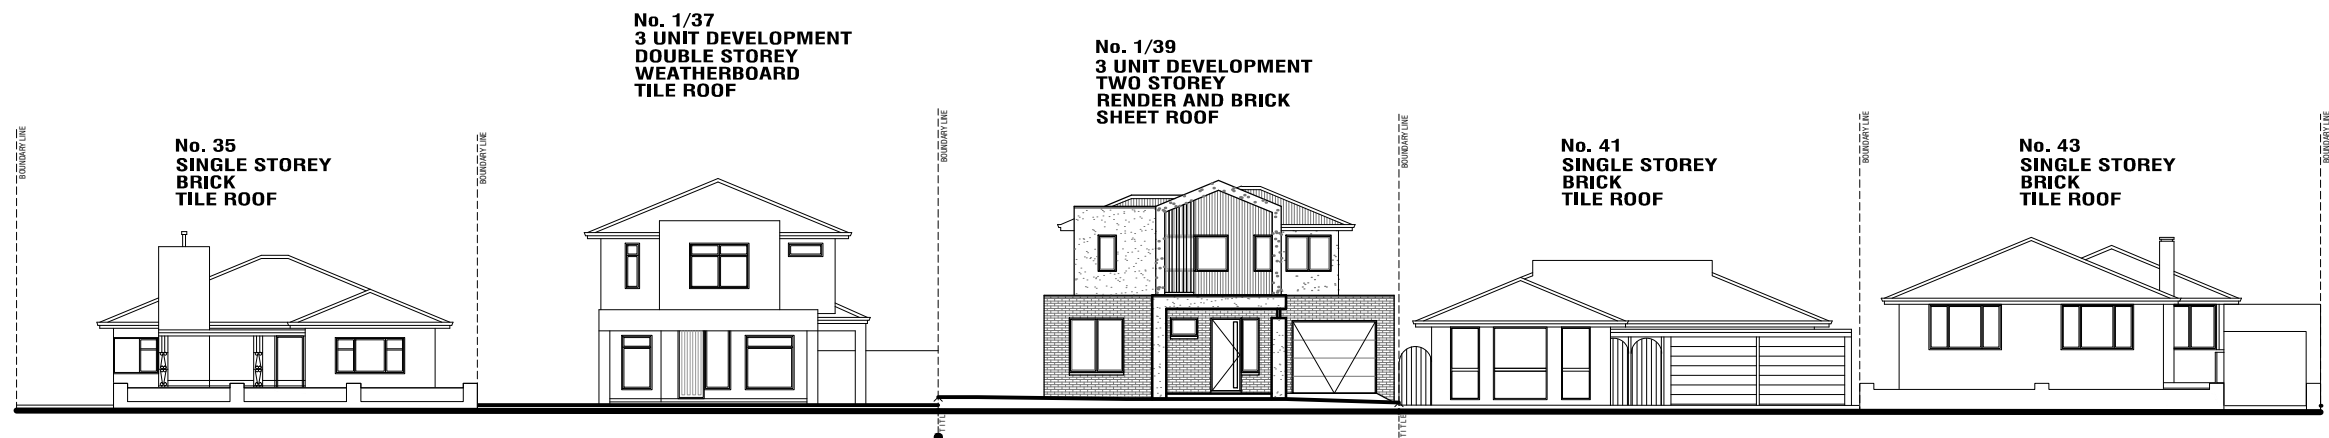 No. 1/37
3 UNIT DEVELOPMENT
DOUBLE STOREY
WEATHERBOARD
TILE ROOF
No. 1/39
3 UNIT DEVELOPMENT
TWO STOREY
RENDER AND BRICK
SHEET ROOF
No. 35
SINGLE STOREY
BRICK
TILE ROOF
No. 41
SINGLE STOREY
BRICK
TILE ROOF
No. 43
SINGLE STOREY
BRICK
TILE ROOF
BOUNDARY LINE
BOUNDARY LINE
BOUNDARY LINE
BOUNDARY LINE
BOUNDARY LINE
BOUNDARY LINE
TITLE
TITLE